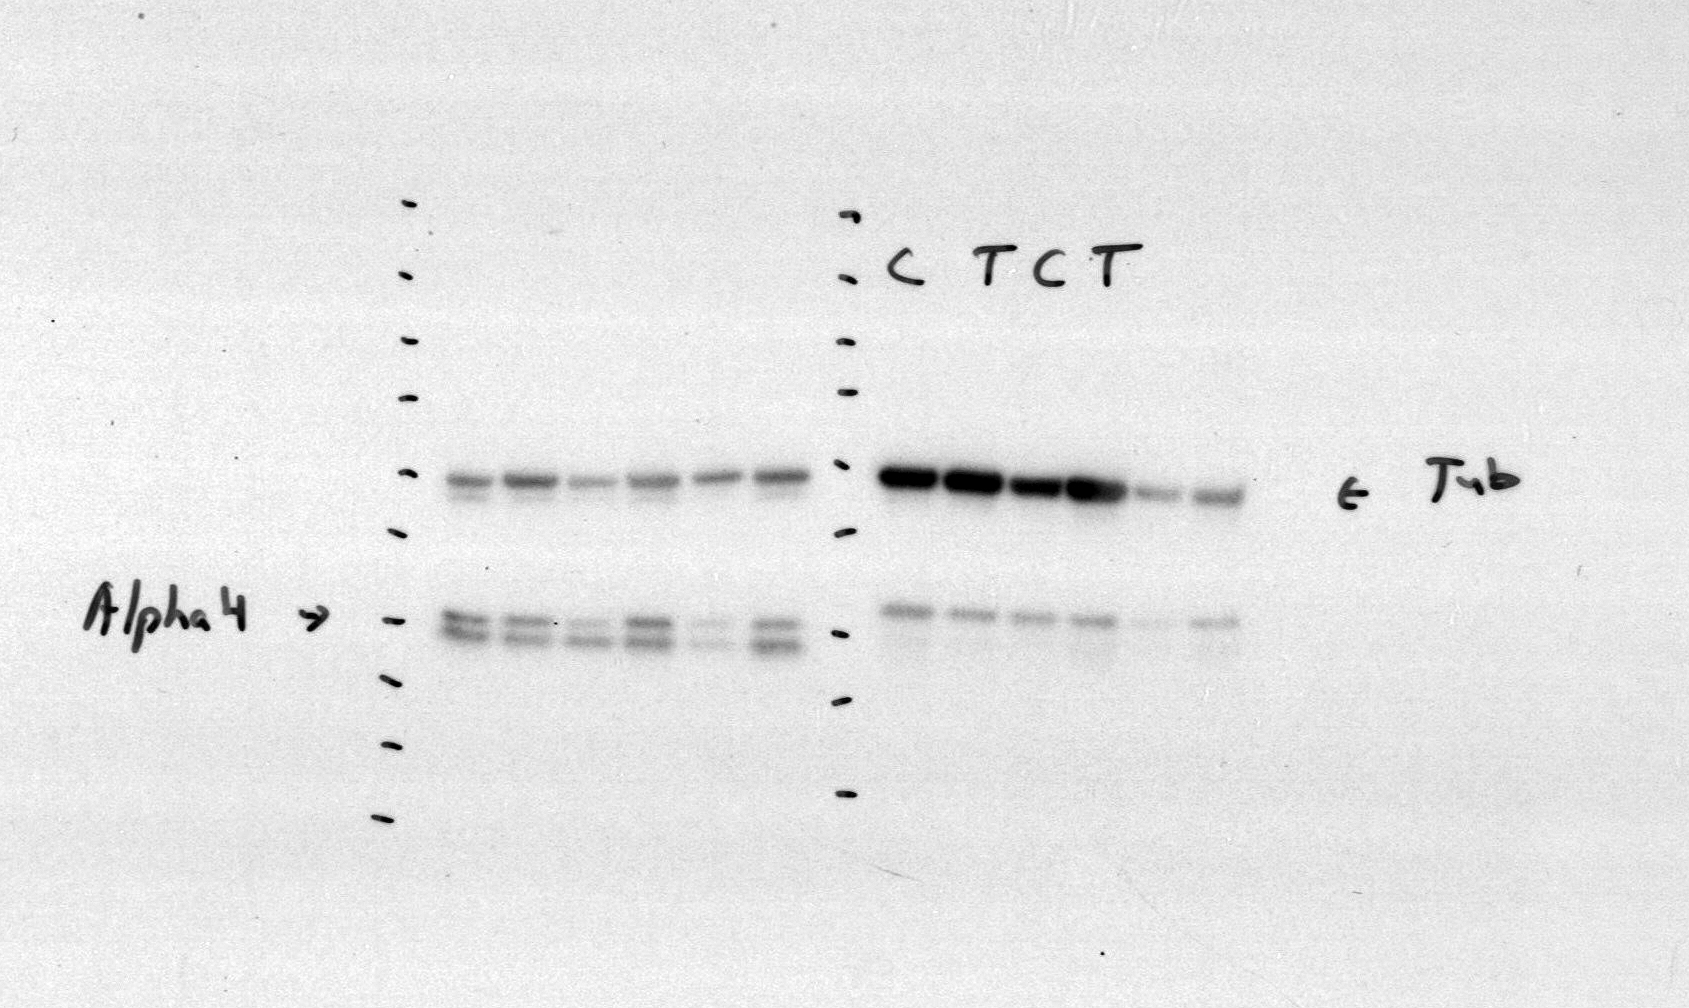 C T C T
← Tub
Alpha4 →